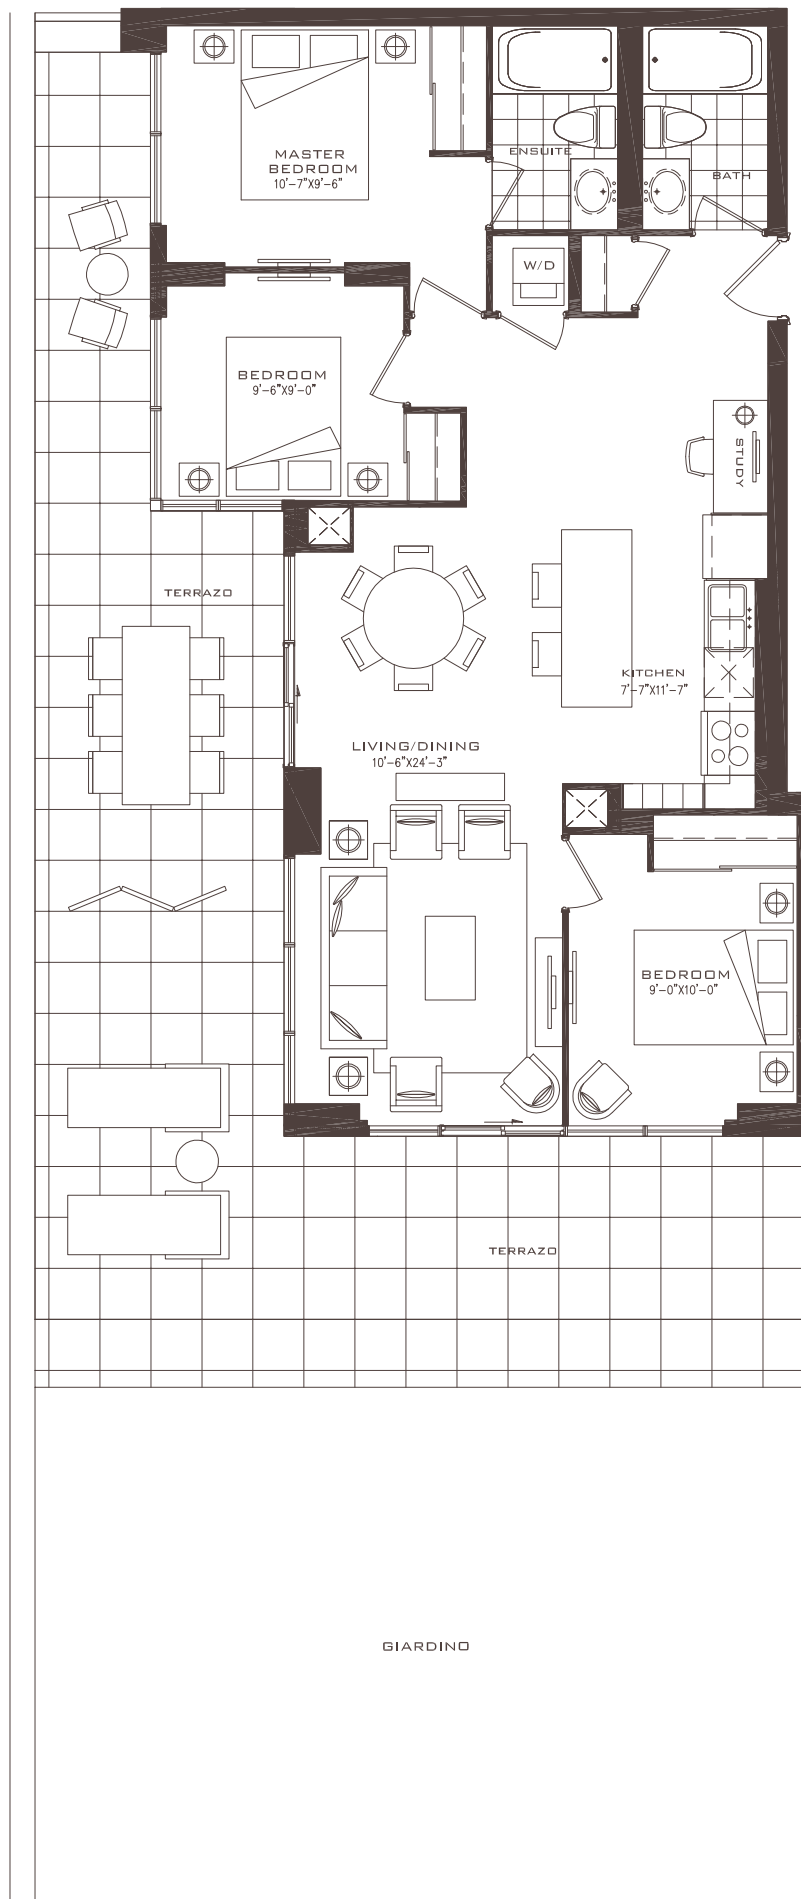 ENSUITE
MASTER
BEDROOM
10'-7"X9'-6"
BATH
W/D
BEDROOM
9'-6"X9'-0"
STUDY
TERRAZO
KITCHEN
7'-7"X11'-7"
LIVING/DINING
10'-6"X24'-3"
BEDROOM
9'-0"X10'-0"
TERRAZO
GIARDINO